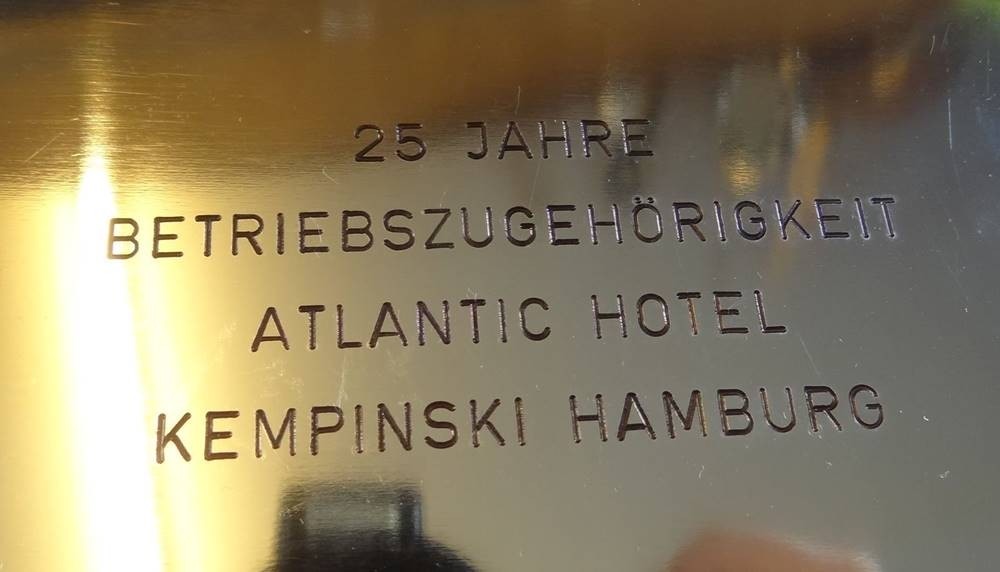 25 JAHRE
BETRIEBSZUGEHÖRIGKEIT
ATLANTIC HOTEL
KEMPINSKI HAMBURG